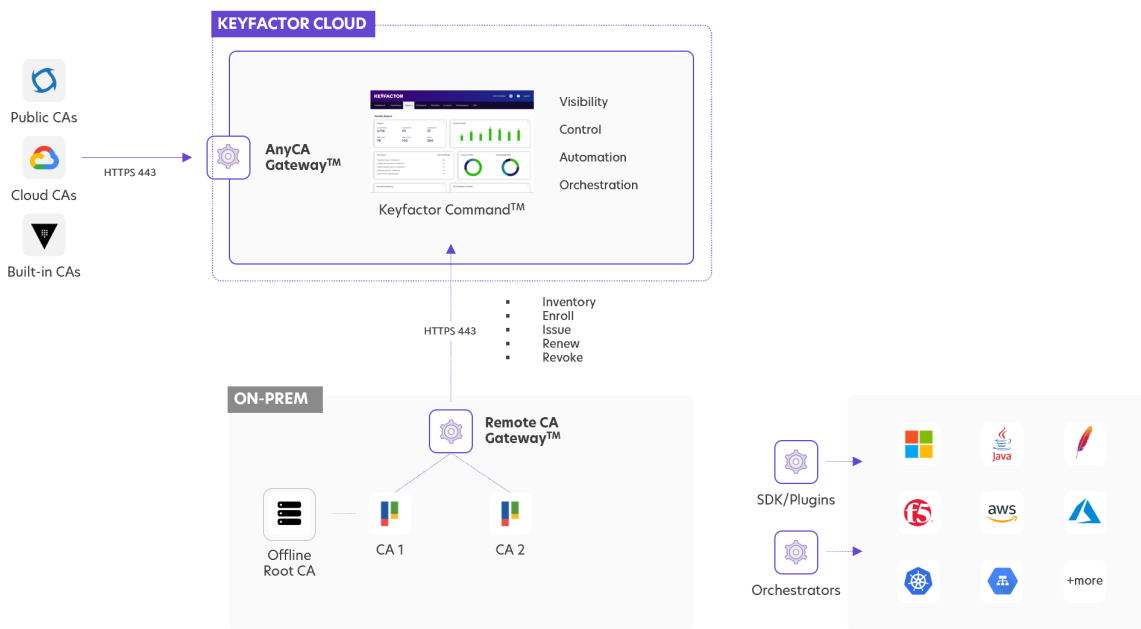 KEYFACTOR CLOUD
Public CAs
Cloud CAs
Built-in CAs
HTTPS 443
AnyCA
Gateway™
KEYFACTOR
Keyfactor Command™
Visibility
Control
Automation
Orchestration
HTTPS 443
▪ Inventory
▪ Enroll
▪ Issue
▪ Renew
▪ Revoke
ON-PREM
Remote CA
Gateway™
Offline
Root CA
CA 1
CA 2
SDK/Plugins
Orchestrators
Java
f5
aws
+more